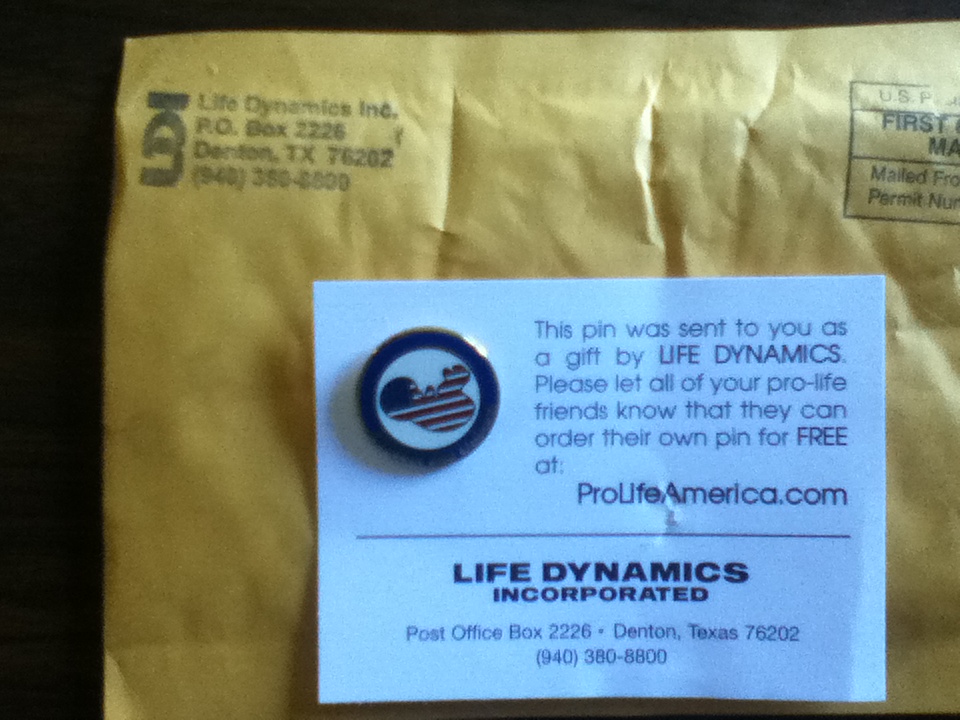 Life Dynamics Inc.
P.O. Box 2226
Denton, TX 76202
(940) 380-8800
U.S. P
FIRST
MA
Mailed Fro
Permit Num
This pin was sent to you as
a gift by LIFE DYNAMICS.
Please let all of your pro-life
friends know that they can
order their own pin for FREE
at:
ProLifeAmerica.com
LIFE DYNAMICS
INCORPORATED
Post Office Box 2226 • Denton, Texas 76202
(940) 380-8800